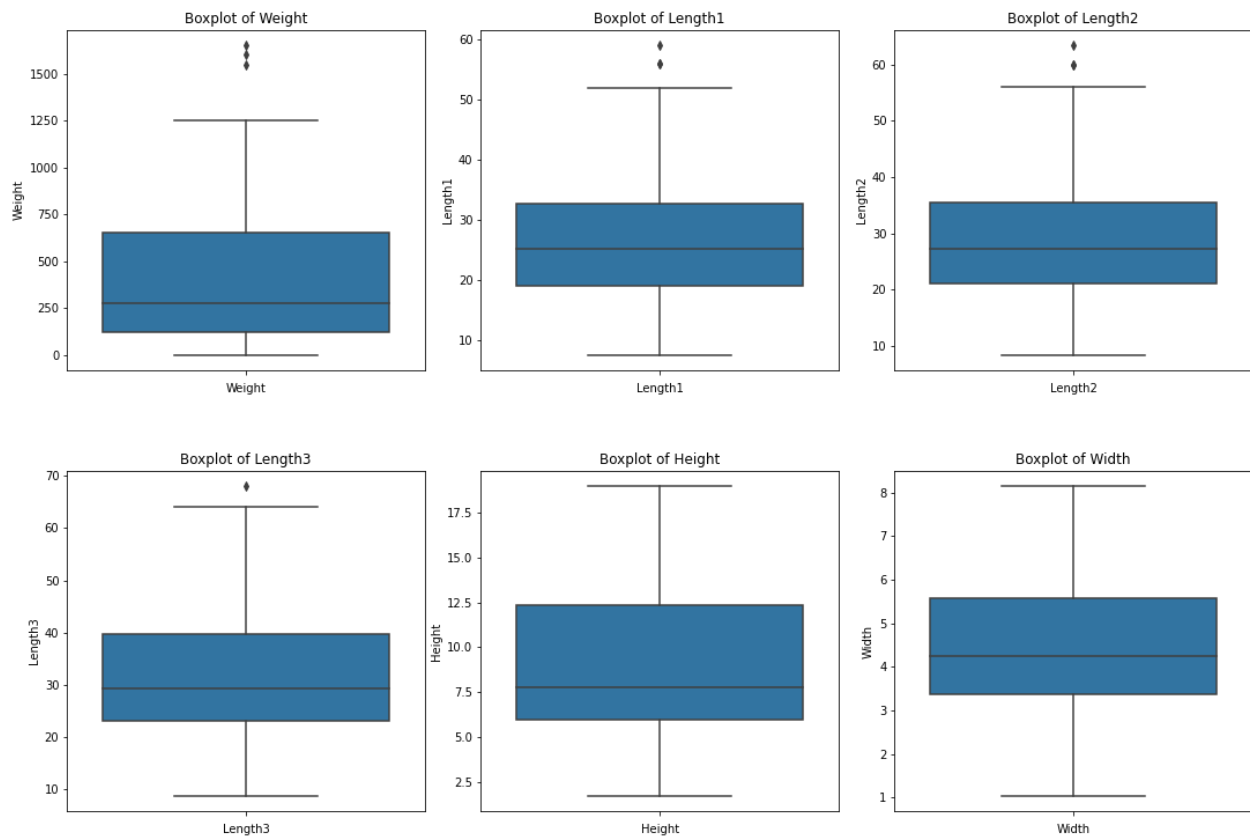 Boxplot of Weight
1500
1250
1000
750
500
250
0
Weight
Weight
Boxplot of Length1
60
50
40
30
20
10
Length1
Length1
Boxplot of Length2
60
50
40
30
20
10
Length2
Length2
Boxplot of Length3
70
60
50
40
30
20
10
Length3
Length3
Boxplot of Height
17.5
15.0
12.5
10.0
7.5
5.0
2.5
Height
Height
Boxplot of Width
8
7
6
5
4
3
2
1
Width
Width